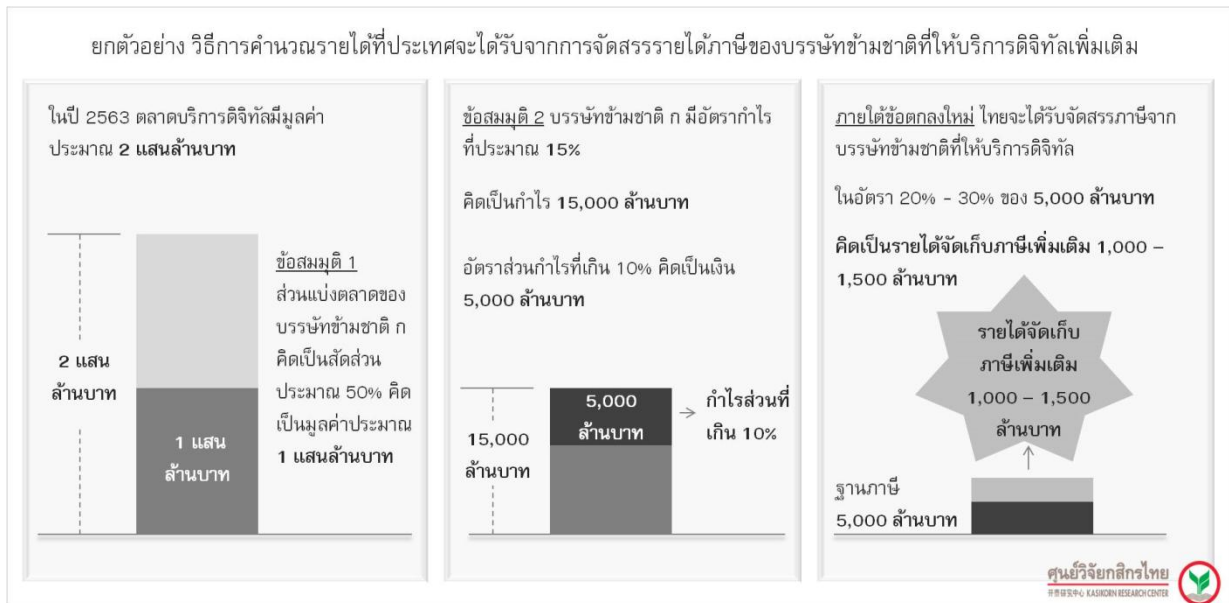 ยกตัวอย่าง วิธีการคำนวณรายได้ที่ประเทศจะได้รับจากการจัดสรรรายได้ภาษีของบรรษัทข้ามชาติที่ให้บริการดิจิทัลเพิ่มเติม
ในปี 2563 ตลาดบริการดิจิทัลมีมูลค่า
ประมาณ 2 แสนล้านบาท
2 แสน
ล้านบาท
1 แสน
ล้านบาท
ข้อสมมุติ 1
ส่วนแบ่งตลาดของ
บรรษัทข้ามชาติ ก
คิดเป็นสัดส่วน
ประมาณ 50% คิด
เป็นมูลค่าประมาณ
1 แสนล้านบาท
ข้อสมมุติ 2 บรรษัทข้ามชาติ ก มีอัตรากำไร
ที่ประมาณ 15%
คิดเป็นกำไร 15,000 ล้านบาท
อัตราส่วนกำไรที่เกิน 10% คิดเป็นเงิน
5,000 ล้านบาท
15,000
ล้านบาท
5,000
ล้านบาท
กำไรส่วนที่
เกิน 10%
ภายใต้ข้อตกลงใหม่ ไทยจะได้รับจัดสรรภาษีจาก
บรรษัทข้ามชาติที่ให้บริการดิจิทัล
ในอัตรา 20% - 30% ของ 5,000 ล้านบาท
คิดเป็นรายได้จัดเก็บภาษีเพิ่มเติม 1,000 –
1,500 ล้านบาท
รายได้จัดเก็บ
ภาษีเพิ่มเติม
1,000 – 1,500
ล้านบาท
ฐานภาษี
5,000 ล้านบาท
ศูนย์วิจัยกสิกรไทย
开泰研究中心 KASIKORN RESEARCH CENTER